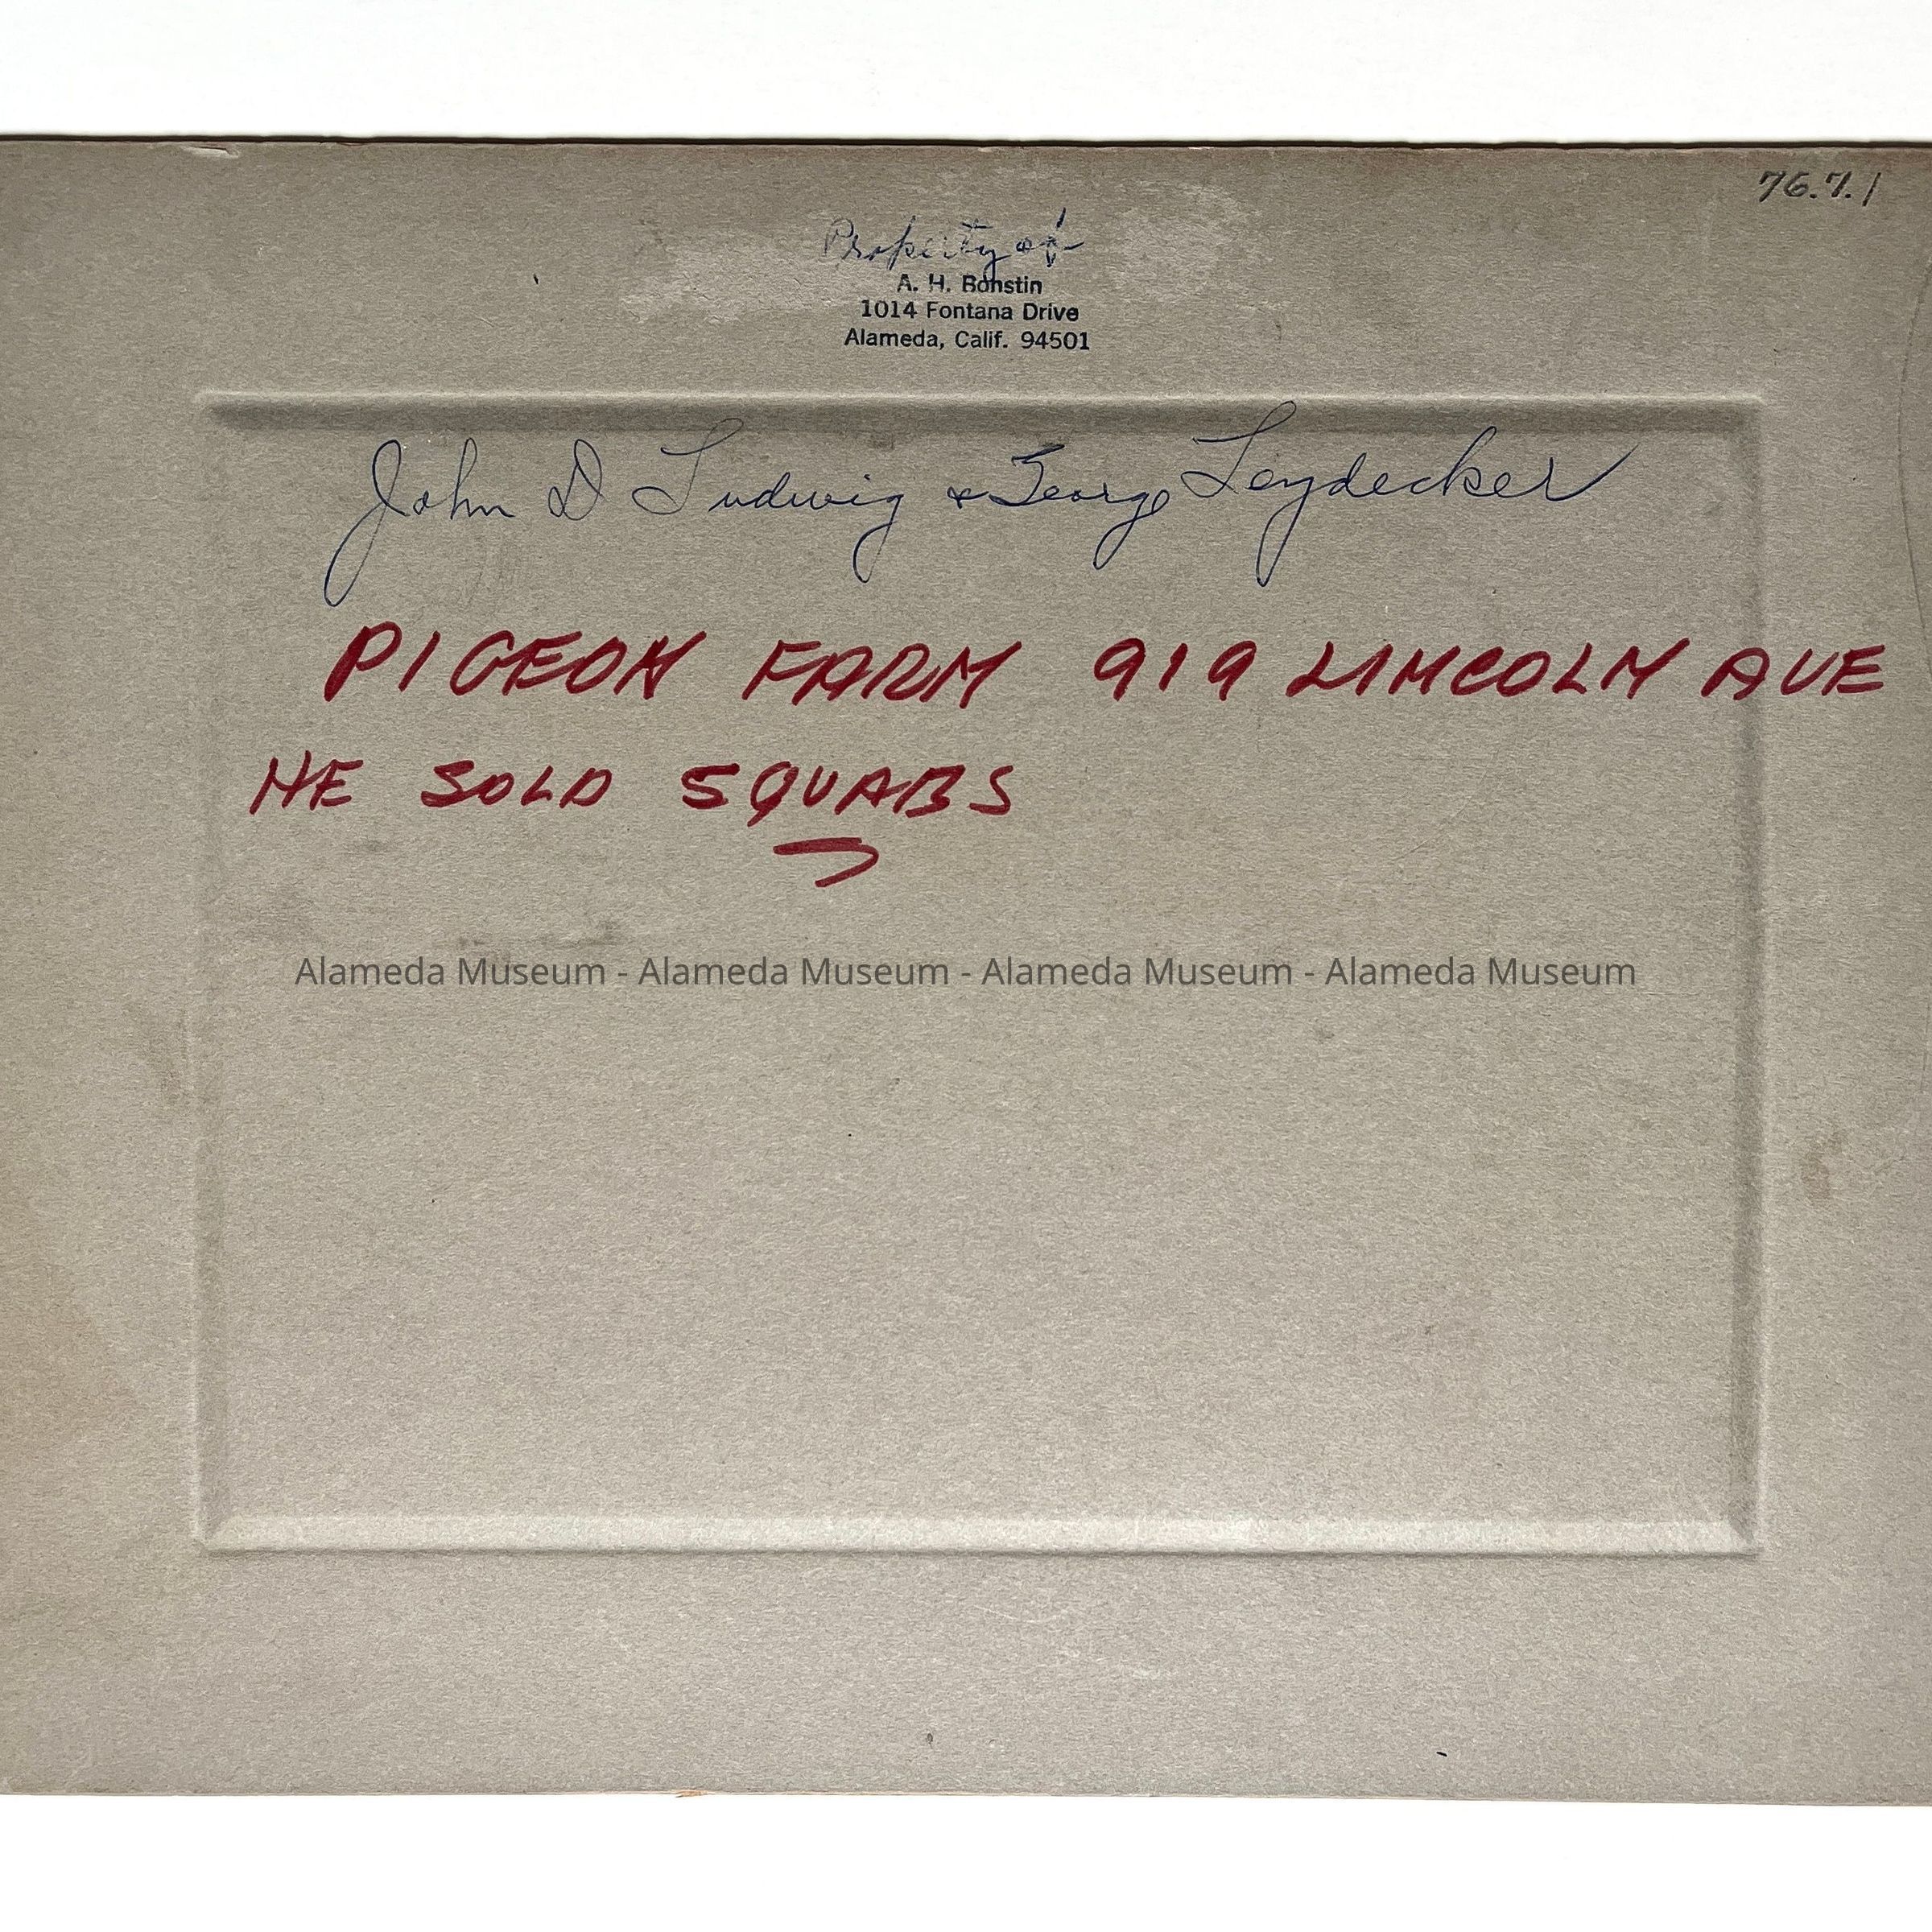 76.7.1
Property of
A. H. Bonstin
1014 Fontana Drive
Alameda, Calif. 94501
John D Ludwig & George Leydecker
PIGEON FARM 919 LINCOLN AVE
HE SOLD SQUABS
Alameda Museum - Alameda Museum - Alameda Museum - Alameda Museum